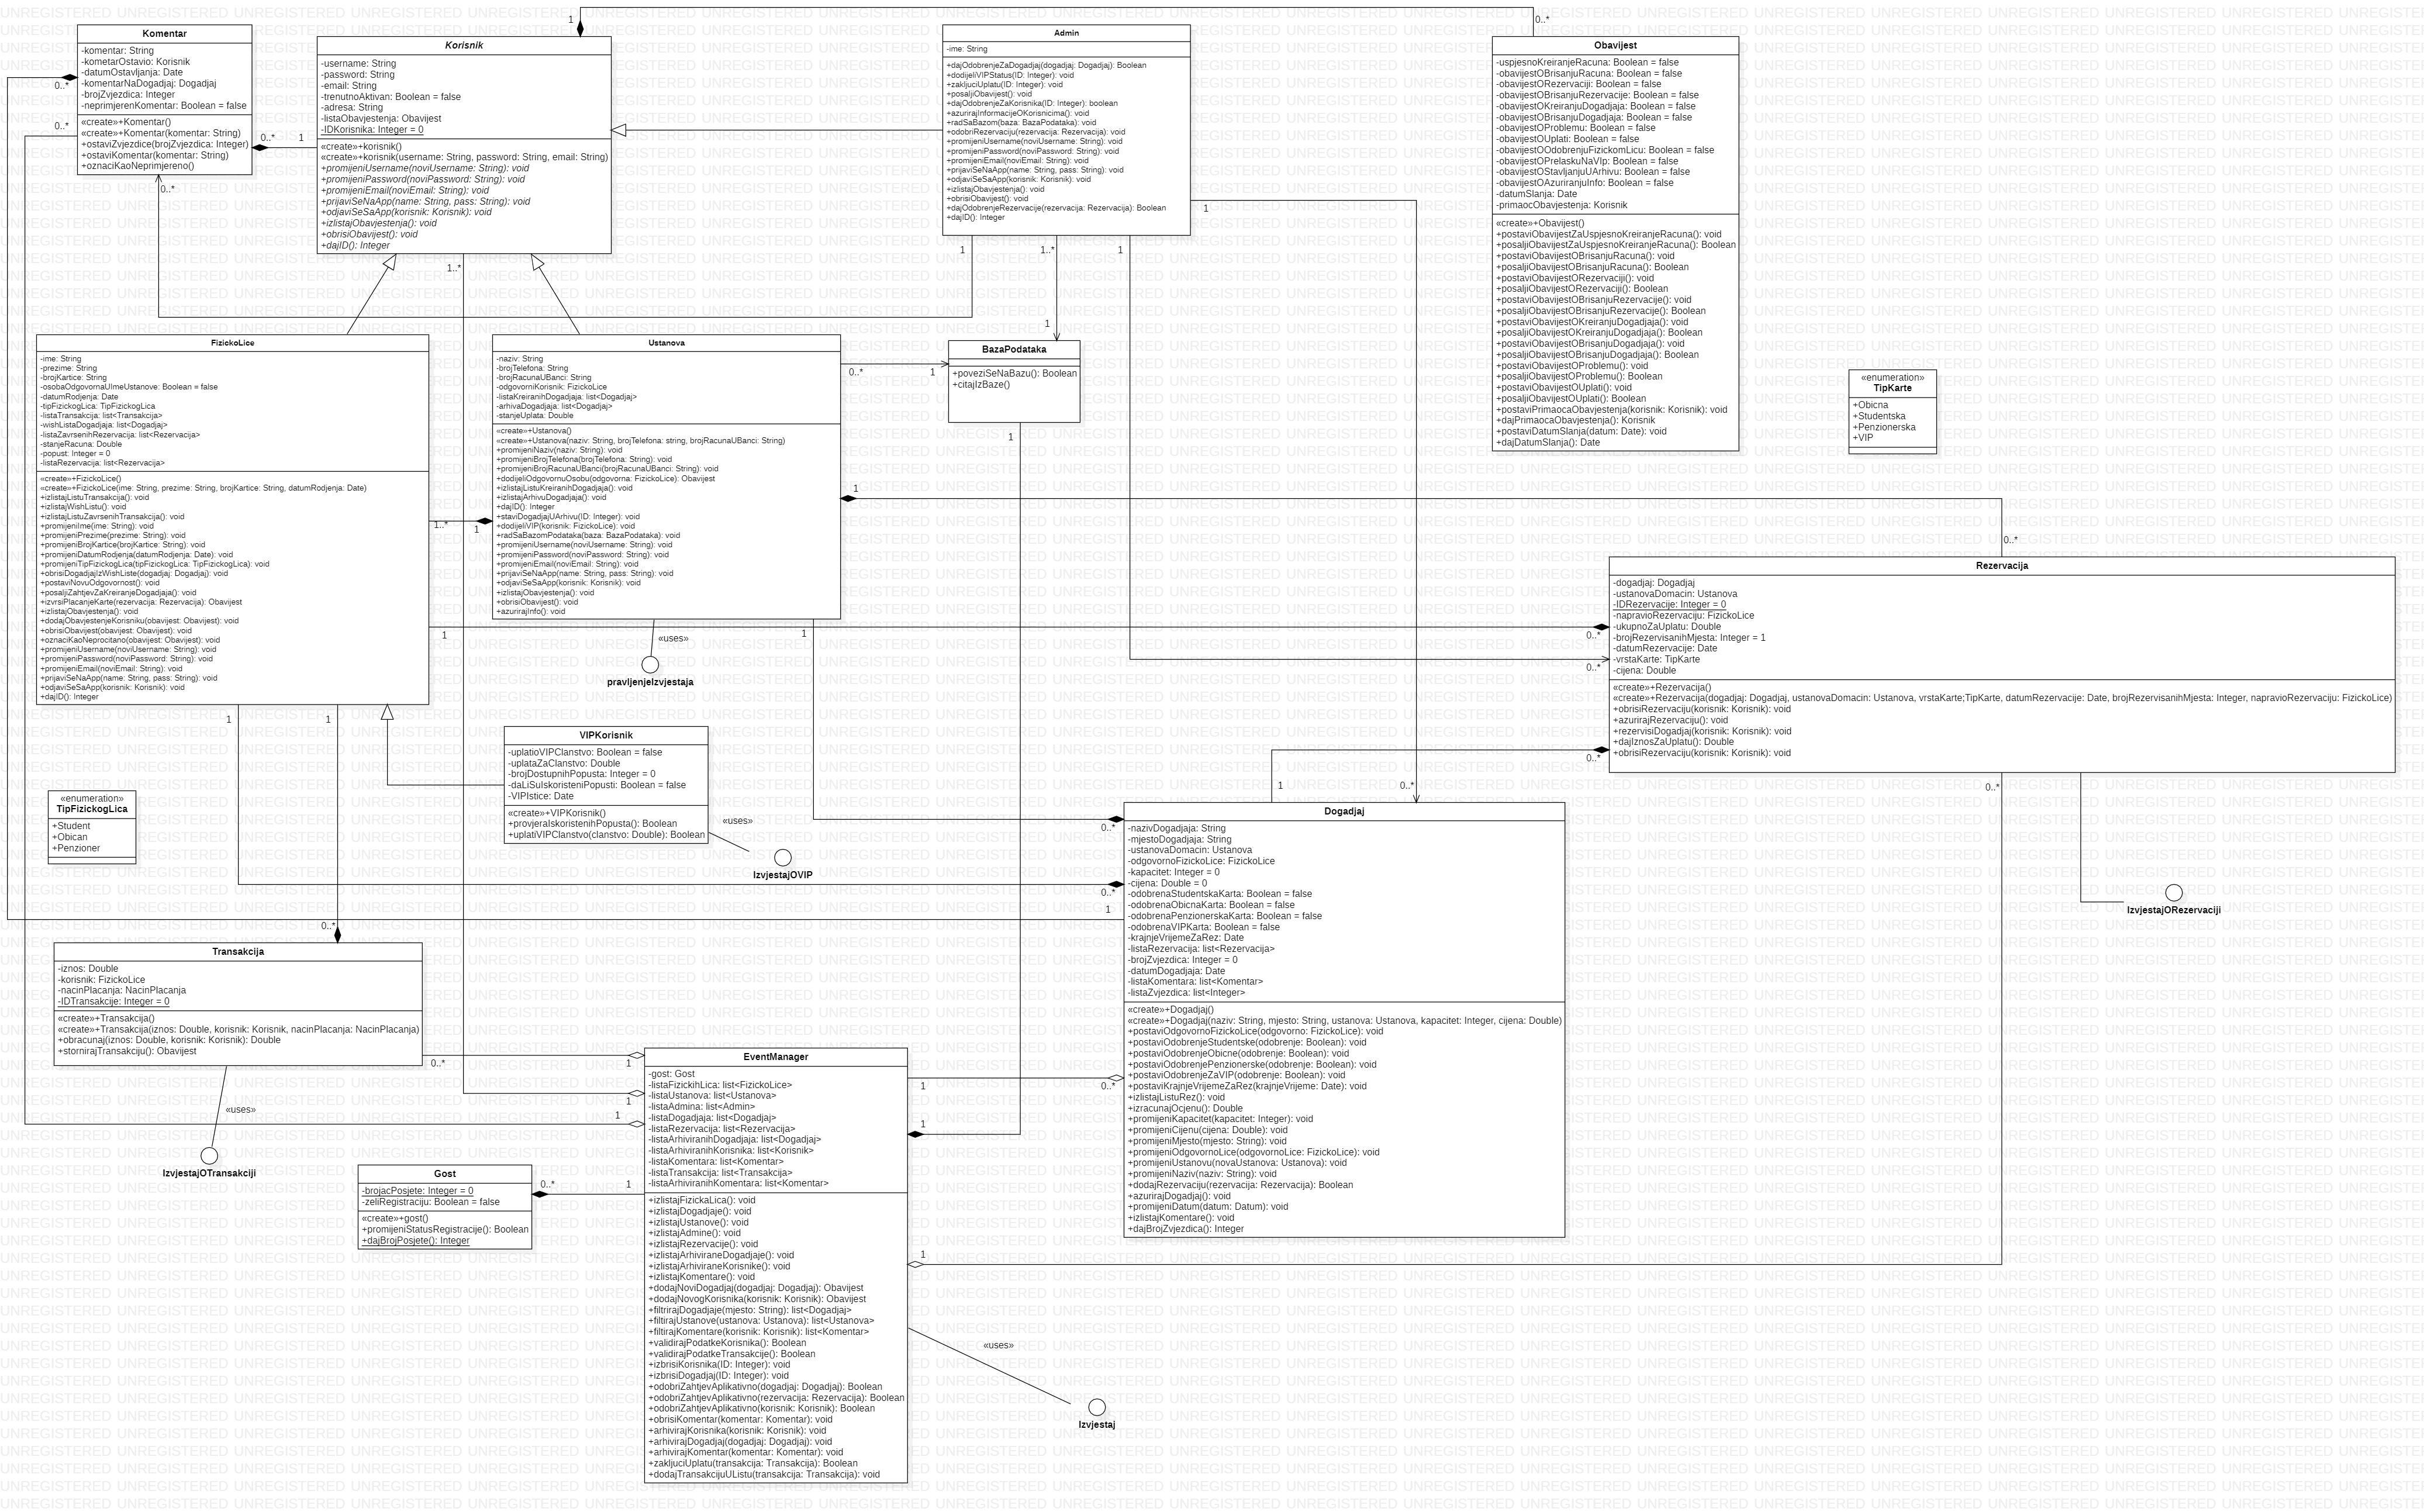 Komentar
-komentar: String
-kometarOstavio: Korisnik
-datumOstavljanja: Date
-komentarNaDogadjaj: Dogadjaj
-brojZvjezdica: Integer
-neprimjerenKomentar: Boolean = false
«create»+Komentar()
«create»+Komentar(komentar: String)
+ostaviZvjezdice(brojZvjezdica: Integer)
+ostaviKomentar(komentar: String)
+oznaciKaoNeprimjereno()
0..*
0..*
0..*
1
0..*
Korisnik
-username: String
-password: String
-email: String
-trenutnoAktivan: Boolean = false
-adresa: String
-listaObavjestenja: Obavijest
-IDKorisnika: Integer = 0
«create»+korisnik()
«create»+korisnik(username: String, password: String, email: String)
+promijeniUsername(noviUsername: String): void
+promijeniPassword(noviPassword: String): void
+promijeniEmail(noviEmail: String): void
+prijaviSeNaApp(name: String, pass: String): void
+odjaviSeSaApp(korisnik: Korisnik): void
+izlistajObavjestenja(): void
+obrisiObavijest(): void
+dajID(): Integer
1
0..*
1..*
Admin
-ime: String
+dajOdobrenjeZaDogadjaj(dogadjaj: Dogadjaj): Boolean
+dodijeliVIPStatus(ID: Integer): void
+zakljuciUplatu(ID: Integer): void
+posaljiObavijest(): void
+dajOdobrenjeZaKorisnika(ID: Integer): boolean
+azurirajInformacijeOKorisnicima(): void
+radSaBazom(baza: BazaPodataka): void
+odobriRezervaciju(rezervacija: Rezervacija): void
+promijeniUsername(noviUsername: String): void
+promijeniPassword(noviPassword: String): void
+promijeniEmail(noviEmail: String): void
+prijaviSeNaApp(name: String, pass: String): void
+odjaviSeSaApp(korisnik: Korisnik): void
+izlistajObavjestenja(): void
+obrisiObavijest(): void
+dajOdobrenjeRezervacije(rezervacija: Rezervacija): Boolean
+dajID(): Integer
1
1
1..*
1
1
Obavijest
-uspjesnoKreiranjeRacuna: Boolean = false
-obavijestOBrisanjuRacuna: Boolean = false
-obavijestORezervaciji: Boolean = false
-obavijestOBrisanjuRezervacije: Boolean = false
-obavijestOKreiranjuDogadjaja: Boolean = false
-obavijestOBrisanjuDogadjaja: Boolean = false
-obavijestOProblemu: Boolean = false
-obavijestOUplati: Boolean = false
-obavijestOOdobrenjuFizickomLicu: Boolean = false
-obavijestOPrelaskuNaVIp: Boolean = false
-obavijestOStavljanjuUArhivu: Boolean = false
-obavijestOAzuriranjuInfo: Boolean = false
-datumSlanja: Date
-primaocObavjestenja: Korisnik
«create»+Obavijest()
+postaviObavijestZaUspjesnoKreiranjeRacuna(): void
+posaljiObavijestZaUspjesnoKreiranjeRacuna(): Boolean
+postaviObavijestOBrisanjuRacuna(): void
+posaljiObavijestOBrisanjuRacuna(): Boolean
+postaviObavijestORezervaciji(): void
+posaljiObavijestORezervaciji(): Boolean
+postaviObavijestOBrisanjuRezervacije(): void
+posaljiObavijestOBrisanjuRezervacije(): Boolean
+postaviObavijestOKreiranjuDogadjaja(): void
+posaljiObavijestOKreiranjuDogadjaja(): Boolean
+postaviObavijestOBrisanjuDogadjaja(): void
+posaljiObavijestOBrisanjuDogadjaja(): Boolean
+postaviObavijestOProblemu(): void
+posaljiObavijestOProblemu(): Boolean
+postaviObavijestOUplati(): void
+posaljiObavijestOUplati(): Boolean
+postaviPrimaocaObavjestenja(korisnik: Korisnik): void
+dajPrimaocaObavjestenja(): Korisnik
+postaviDatumSlanja(datum: Date): void
+dajDatumSlanja(): Date
«enumeration»
TipKarte
+Obicna
+Studentska
+Penzionerska
+VIP
FizickoLice
-ime: String
-prezime: String
-brojKartice: String
-osobaOdgovornaUImeUstanove: Boolean = false
-datumRodjenja: Date
-tipFizickogLica: TipFizickogLica
-listaTransakcija: list<Transakcija>
-wishListaDogadjaja: list<Dogadjaj>
-listaZavrsenihRezervacija: list<Rezervacija>
-stanjeRacuna: Double
-popust: Integer = 0
-listaRezervacija: list<Rezervacija>
«create»+FizickoLice()
«create»+FizickoLice(ime: String, prezime: String, brojKartice: String, datumRodjenja: Date)
+izlistajListuTransakcija(): void
+izlistajWishListu(): void
+izlistajListuZavrsenihTransakcija(): void
+promijeniIme(ime: String): void
+promijeniPrezime(prezime: String): void
+promijeniBrojKartice(brojKartice: String): void
+promijeniDatumRodjenja(datumRodjenja: Date): void
+promijeniTipFizickogLica(tipFizickogLica: TipFizickogLica): void
+obrisiDogadjajIzWishListe(dogadjaj: Dogadjaj): void
+postaviNovuOdgovornost(): void
+posaljiZahtjevZaKreiranjeDogadjaja(): void
+izvrsiPlacanjeKarte(rezervacija: Rezervacija): Obavijest
+izlistajObavjestenja(): void
+dodajObavjestenjeKorisniku(obavijest: Obavijest): void
+obrisiObavijest(obavijest: Obavijest): void
+oznaciKaoNeprocitano(obavijest: Obavijest): void
+promijeniUsername(noviUsername: String): void
+promijeniPassword(noviPassword: String): void
+promijeniEmail(noviEmail: String): void
+prijaviSeNaApp(name: String, pass: String): void
+odjaviSeSaApp(korisnik: Korisnik): void
+dajID(): Integer
1..*
1
1
1
1
Ustanova
-naziv: String
-brojTelefona: String
-brojRacunaUBanci: String
-odgovorniKorisnik: FizickoLice
-listaKreiranihDogadjaj: list<Dogadjaj>
-arhivaDogadjaja: list<Dogadjaj>
-stanjeUplata: Double
«create»+Ustanova()
«create»+Ustanova(naziv: String, brojTelefona: string, brojRacunaUBanci: String)
+promijeniNaziv(naziv: String): void
+promijeniBrojTelefona(brojTelefona: String): void
+promijeniBrojRacunaUBanci(brojRacunaUBanci: String): void
+dodijeliOdgovornuOsobu(odgovorna: FizickoLice): Obavijest
+izlistajListuKreiranihDogadjaja(): void
+izlistajArhivuDogadjaja(): void
+dajID(): Integer
+staviDogadjajUArhivu(ID: Integer): void
+dodijeliVIP(korisnik: FizickoLice): void
+radSaBazomPodataka(baza: BazaPodataka): void
+promijeniUsername(noviUsername: String): void
+promijeniPassword(noviPassword: String): void
+promijeniEmail(noviEmail: String): void
+prijaviSeNaApp(name: String, pass: String): void
+odjaviSeSaApp(korisnik: Korisnik): void
+izlistajObavjestenja(): void
+obrisiObavijest(): void
+azurirajInfo(): void
0..*
1
1
1
«uses»
pravljenjeIzvjestaja
BazaPodataka
+poveziSeNaBazu(): Boolean
+citajIzBaze()
1
1
Rezervacija
-dogadjaj: Dogadjaj
-ustanovaDomacin: Ustanova
-IDRezervacije: Integer = 0
-napravioRezervaciju: FizickoLice
-ukupnoZaUplatu: Double
-brojRezervisanihMjesta: Integer = 1
-datumRezervacije: Date
-vrstaKarte: TipKarte
-cijena: Double
«create»+Rezervacija()
«create»+Rezervacija(dogadjaj: Dogadjaj, ustanovaDomacin: Ustanova, vrstaKarte;TipKarte, datumRezervacije: Date, brojRezervisanihMjesta: Integer, napravioRezervaciju: FizickoLice)
+obrisiRezervaciju(korisnik: Korisnik): void
+azurirajRezervaciju(): void
+rezervisiDogadjaj(korisnik: Korisnik): void
+dajIznosZaUplatu(): Double
+obrisiRezervaciju(korisnik: Korisnik): void
0..*
0..*
0..*
0..*
0..*
IzvjestajORezervaciji
VIPKorisnik
-uplatioVIPClanstvo: Boolean = false
-uplataZaClanstvo: Double
-brojDostupnihPopusta: Integer = 0
-daLiSuIskoristeniPopusti: Boolean = false
-VIPIstice: Date
«create»+VIPKorisnik()
+provjeraIskoristenihPopusta(): Boolean
+uplatiVIPClanstvo(clanstvo: Double): Boolean
«uses»
IzvjestajOVIP
«enumeration»
TipFizickogLica
+Student
+Obican
+Penzioner
Dogadjaj
-nazivDogadjaja: String
-mjestoDogadjaja: String
-ustanovaDomacin: Ustanova
-odgovornoFizickoLice: FizickoLice
-kapacitet: Integer = 0
-cijena: Double = 0
-odobrenaStudentskaKarta: Boolean = false
-odobrenaObicnaKarta: Boolean = false
-odobrenaPenzionerskaKarta: Boolean = false
-odobrenaVIPKarta: Boolean = false
-krajnjeVrijemeZaRez: Date
-listaRezervacija: list<Rezervacija>
-brojZvjezdica: Integer = 0
-datumDogadjaja: Date
-listaKomentara: list<Komentar>
-listaZvjezdica: list<Integer>
«create»+Dogadjaj()
«create»+Dogadjaj(naziv: String, mjesto: String, ustanova: Ustanova, kapacitet: Integer, cijena: Double)
+postaviOdgovornoFizickoLice(odgovorno: FizickoLice): void
+postaviOdobrenjeStudentske(odobrenje: Boolean): void
+postaviOdobrenjeObicne(odobrenje: Boolean): void
+postaviOdobrenjePenzionerske(odobrenje: Boolean): void
+postaviOdobrenjeZaVIP(odobrenje: Boolean): void
+postaviKrajnjeVrijemeZaRez(krajnjeVrijeme: Date): void
+izlistajListuRez(): void
+izracunajOcjenu(): Double
+promijeniKapacitet(kapacitet: Integer): void
+promijeniCijenu(cijena: Double): void
+promijeniMjesto(mjesto: String): void
+promijeniOdgovornoLice(odgovornoLice: FizickoLice): void
+promijeniUstanovu(novaUstanova: Ustanova): void
+promijeniNaziv(naziv: String): void
+dodajRezervaciju(rezervacija: Rezervacija): Boolean
+azurirajDogadjaj(): void
+promijeniDatum(datum: Datum): void
+izlistajKomentare(): void
+dajBrojZvjezdica(): Integer
1
0..*
0..*
0..*
1
0..*
Transakcija
-iznos: Double
-korisnik: FizickoLice
-nacinPlacanja: NacinPlacanja
-IDTransakcije: Integer = 0
«create»+Transakcija()
«create»+Transakcija(iznos: Double, korisnik: Korisnik, nacinPlacanja: NacinPlacanja)
+obracunaj(iznos: Double, korisnik: Korisnik): Double
+stornirajTransakciju(): Obavijest
0..*
0..*
«uses»
IzvjestajOTransakciji
EventManager
-gost: Gost
-listaFizickihLica: list<FizickoLice>
-listaUstanova: list<Ustanova>
-listaAdmina: list<Admin>
-listaDogadjaja: list<Dogadjaj>
-listaRezervacija: list<Rezervacija>
-listaArhiviranihDogadjaja: list<Dogadjaj>
-listaArhiviranihKorisnika: list<Korisnik>
-listaKomentara: list<Komentar>
-listaTransakcija: list<Transakcija>
-listaArhiviranihKomentara: list<Komentar>
+izlistajFizickaLica(): void
+izlistajDogadjaje(): void
+izlistajUstanove(): void
+izlistajAdmine(): void
+izlistajRezervacije(): void
+izlistajArhiviraneDogadjaje(): void
+izlistajArhiviraneKorisnike(): void
+izlistajKomentare(): void
+dodajNoviDogadjaj(dogadjaj: Dogadjaj): Obavijest
+dodajNovogKorisnika(korisnik: Korisnik): Obavijest
+filtrirajDogadjaje(mjesto: String): list<Dogadjaj>
+filtirajUstanove(ustanova: Ustanova): list<Ustanova>
+filtirajKomentare(korisnik: Korisnik): list<Komentar>
+validirajPodatkeKorisnika(): Boolean
+validirajPodatkeTransakcije(): Boolean
+izbrisiKorisnika(ID: Integer): void
+izbrisiDogadjaj(ID: Integer): void
+odobriZahtjevAplikativno(dogadjaj: Dogadjaj): Boolean
+odobriZahtjevAplikativno(rezervacija: Rezervacija): Boolean
+odobriZahtjevAplikativno(korisnik: Korisnik): Boolean
+obrisiKomentar(komentar: Komentar): void
+arhivirajKorisnika(korisnik: Korisnik): void
+arhivirajDogadjaj(dogadjaj: Dogadjaj): void
+arhivirajKomentar(komentar: Komentar): void
+zakljuciUplatu(transakcija: Transakcija): Boolean
+dodajTransakcijuUListu(transakcija: Transakcija): void
1
1
1
1
1
1
1
«uses»
Izvjestaj
Gost
-brojacPosjete: Integer = 0
-zeliRegistraciju: Boolean = false
«create»+gost()
+promijeniStatusRegistracije(): Boolean
+dajBrojPosjete(): Integer
0..*
UNREGISTERED